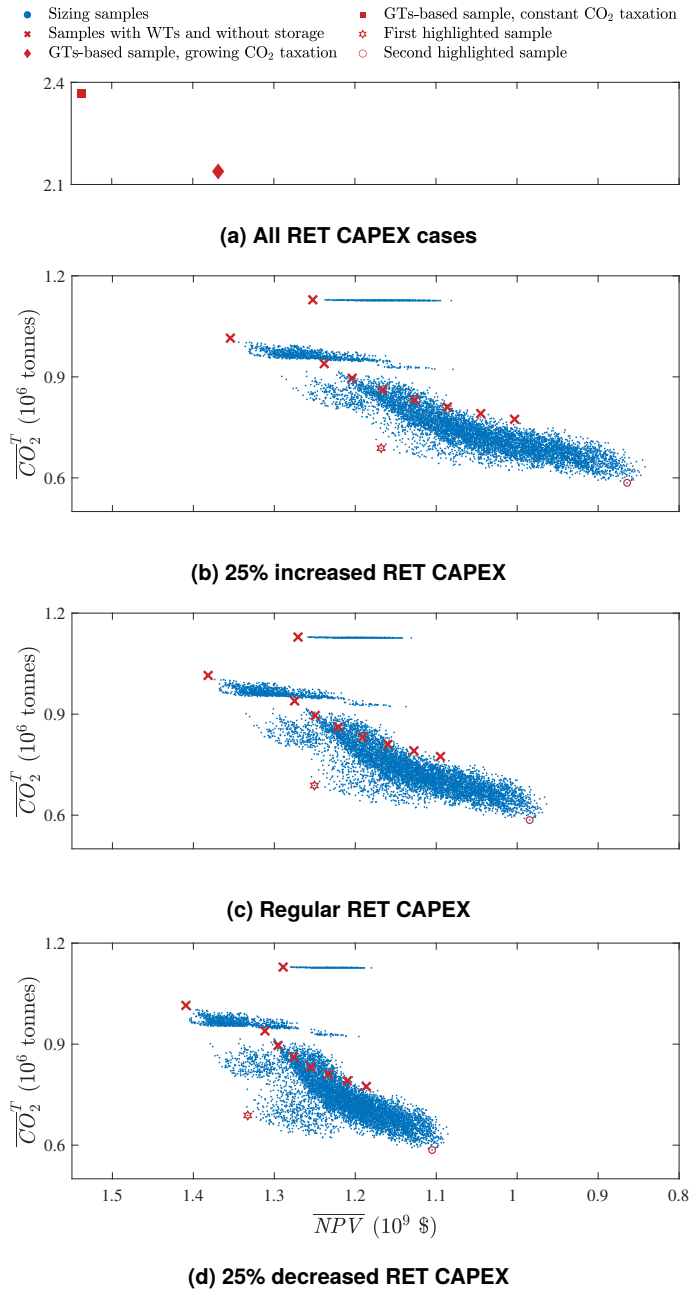 Sizing samples
Samples with WTs and without storage
GTs-based sample, growing CO₂ taxation
GTs-based sample, constant CO₂ taxation
First highlighted sample
Second highlighted sample
2.4
2.1
(a) All RET CAPEX cases
1.2
0.9
0.6
CO₂ᵀ (10⁶ tonnes)
(b) 25% increased RET CAPEX
1.2
0.9
0.6
CO₂ᵀ (10⁶ tonnes)
(c) Regular RET CAPEX
1.2
0.9
0.6
CO₂ᵀ (10⁶ tonnes)
1.5 1.4 1.3 1.2 1.1 1 0.9 0.8
NPV (10⁹ $)
(d) 25% decreased RET CAPEX